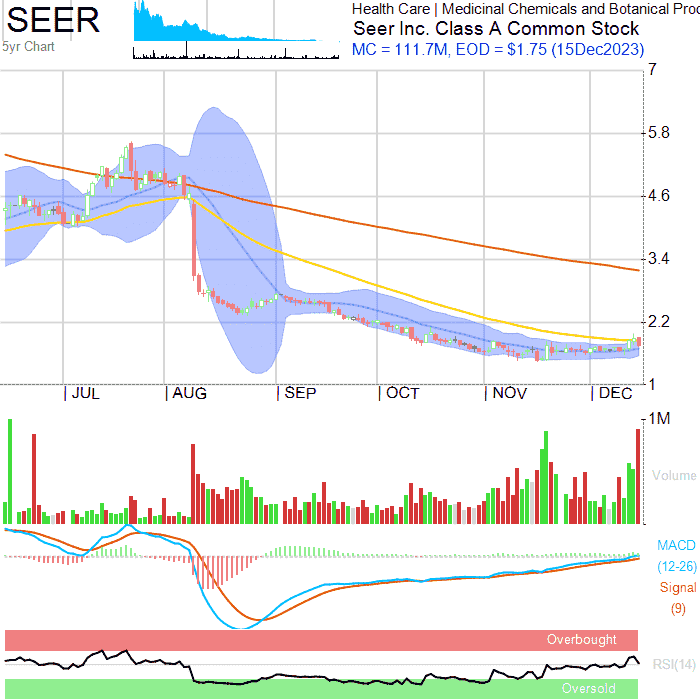 SEER
5yr Chart
Health Care | Medicinal Chemicals and Botanical Prod
Seer Inc. Class A Common Stock
MC = 111.7M, EOD = $1.75 (15Dec2023)
7
5.8
4.6
3.4
2.2
1
| JUL | AUG | SEP | OCT | NOV | DEC
1M
Volume
MACD
(12-26)
Signal
(9)
Overbought
RSI(14)
Oversold